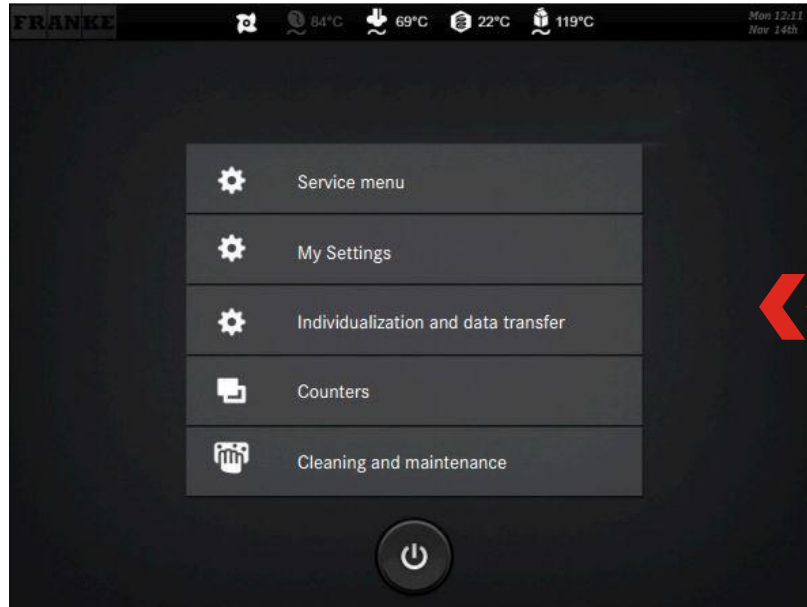 FRANKE
84°C 69°C 22°C 119°C
Mon 12:11
Nov 14th
Service menu
My Settings
Individualization and data transfer
Counters
Cleaning and maintenance